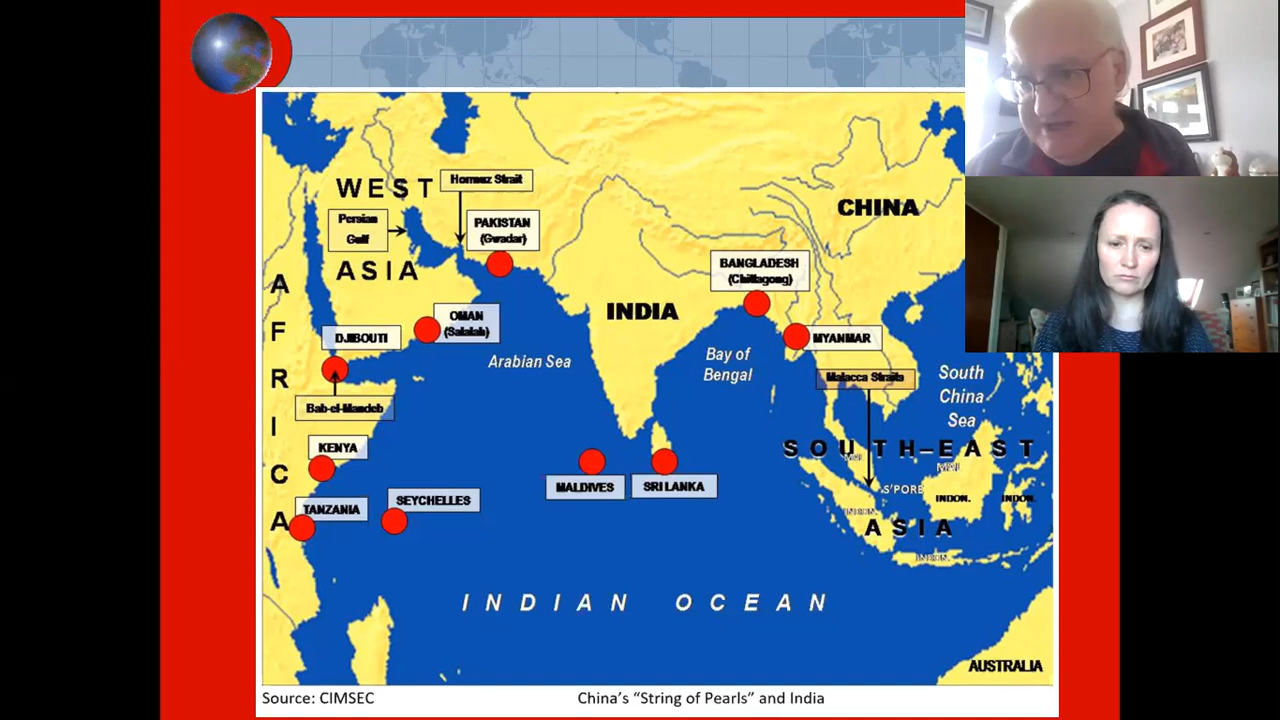 WEST
Hormuz Strait
CHINA
Persian
Gulf
PAKISTAN
(Gwadar)
ASIA
BANGLADESH
(Chittagong)
AFRICA
INDIA
OMAN
(Salalah)
DJIBOUTI
MYANMAR
Arabian Sea
Bay of
Bengal
Malacca Straits
South
China
Sea
Bab-el-Mandeb
KENYA
SOUTH-EAST
MALDIVES
SRI LANKA
S'PORE
SEYCHELLES
INDON.
INDON.
TANZANIA
INDON.
ASIA
INDON.
INDIAN OCEAN
AUSTRALIA
Source: CIMSEC
China's "String of Pearls" and India